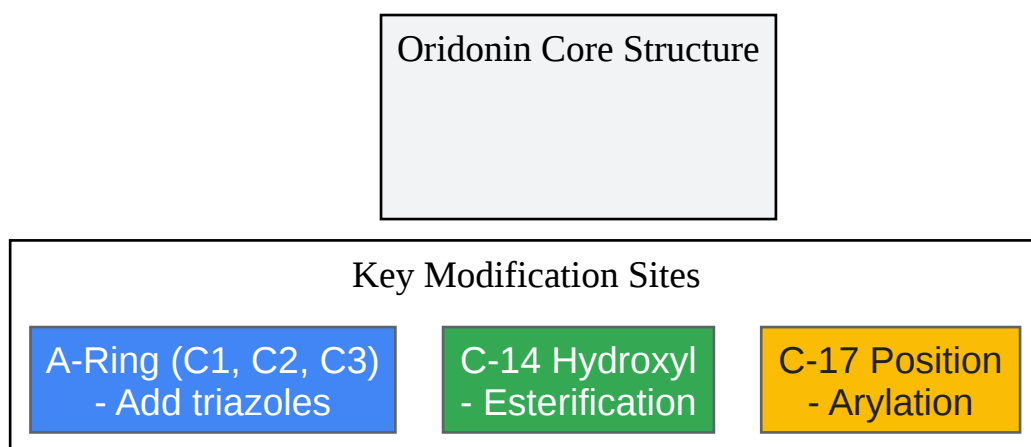 Oridonin Core Structure
Key Modification Sites
A-Ring (C1, C2, C3)
- Add triazoles
C-14 Hydroxyl
- Esterification
C-17 Position
- Arylation